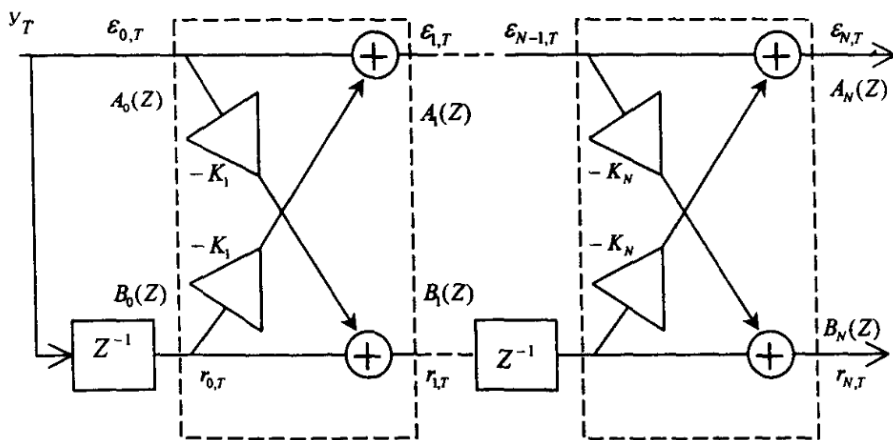 y_T
ε_{0,T}
ε_{1,T}
ε_{N-1,T}
ε_{N,T}
A_0(Z)
A_1(Z)
A_N(Z)
-K_1
-K_N
-K_1
-K_N
B_0(Z)
B_1(Z)
B_N(Z)
Z^{-1}
Z^{-1}
r_{0,T}
r_{1,T}
r_{N,T}